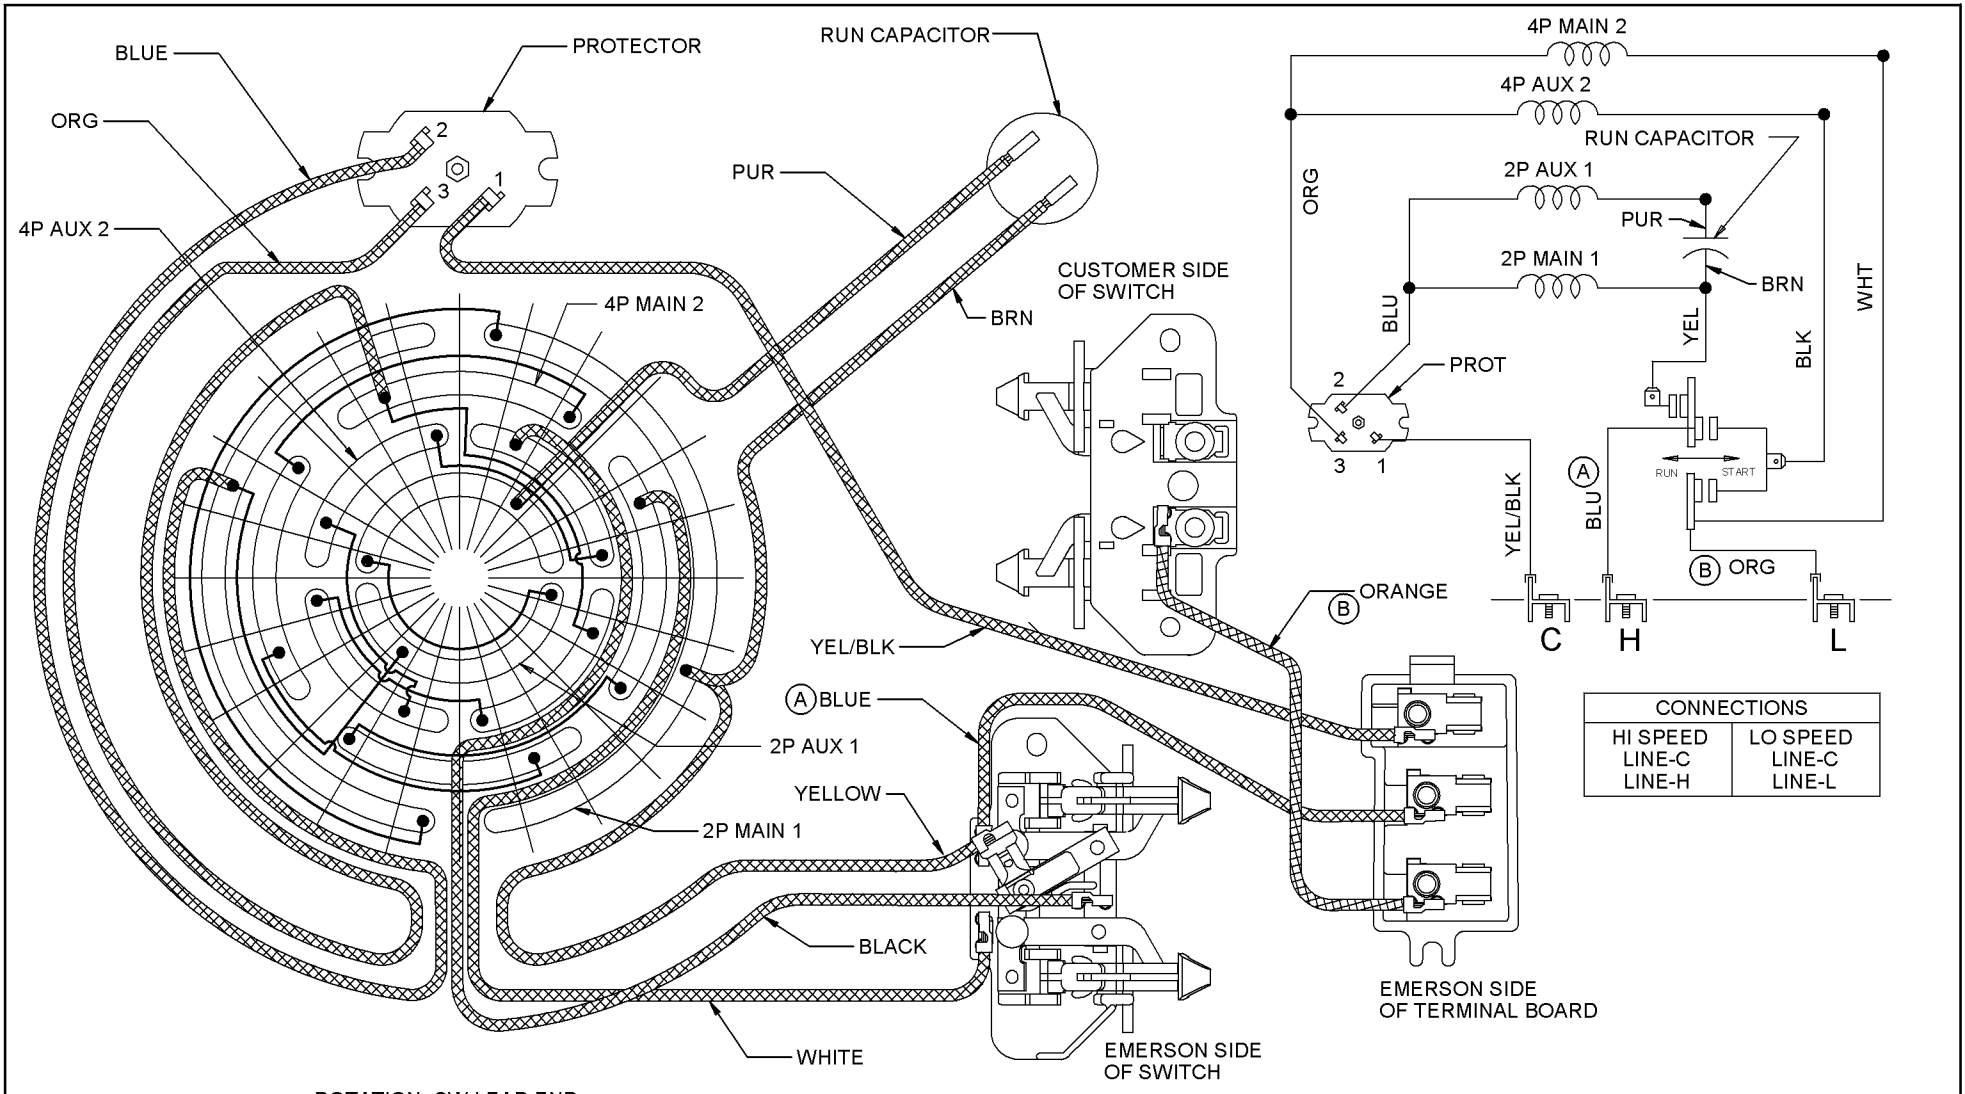 BLUE
PROTECTOR
RUN CAPACITOR
ORG
2
3
1
4P AUX 2
PUR
4P MAIN 2
BRN
CUSTOMER SIDE
OF SWITCH
4P MAIN 2
4P AUX 2
RUN CAPACITOR
ORG
2P AUX 1
PUR
2P MAIN 1
BRN
WHT
BLU
YEL
BLK
PROT
2
3
1
RUN
START
A
BLU
YEL/BLK
B
ORG
C
H
L
ORANGE
B
YEL/BLK
A
BLUE
2P AUX 1
YELLOW
2P MAIN 1
CONNECTIONS
HI SPEED
LINE-C
LINE-H
LO SPEED
LINE-C
LINE-L
BLACK
WHITE
EMERSON SIDE
OF TERMINAL BOARD
EMERSON SIDE
OF SWITCH